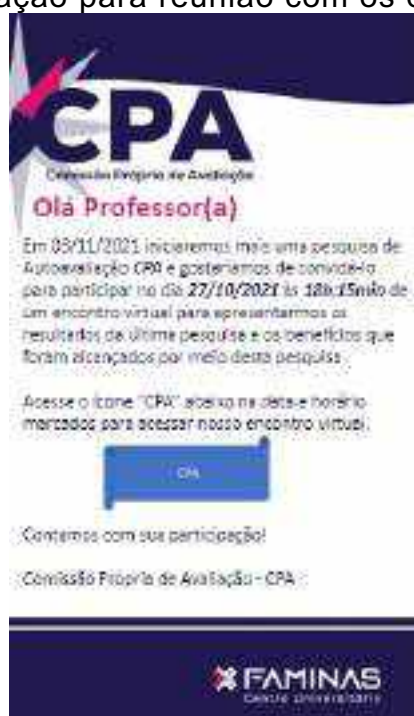 ação para reunião com os
CPA
Comissão Própria de Avaliação
Olá Professor(a)
Em 03/11/2021 iniciaremos mais uma pesquisa de
Autoavaliação CPA e gostaríamos de convidá-lo
para participar no dia 27/10/2021 às 18h:15min de
um encontro virtual para apresentarmos os
resultados da última pesquisa e os benefícios que
foram alcançados por meio desta pesquisa
Acesse o ícone "CPA" abaixo na data e horário
marcados para acessar nosso encontro virtual.
CPA
Contamos com sua participação!
Comissão Própria de Avaliação - CPA
FAMINAS
Centro Universitário